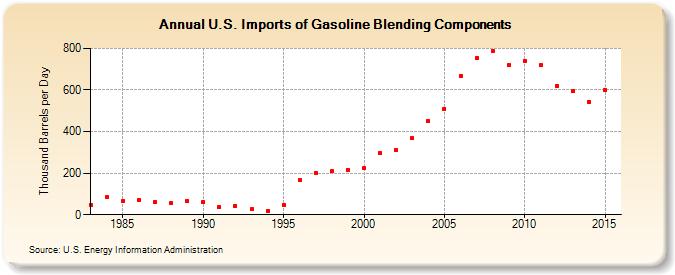 Annual U.S. Imports of Gasoline Blending Components
Thousand Barrels per Day
800
600
400
200
0
1985 1990 1995 2000 2005 2010 2015
Source: U.S. Energy Information Administration